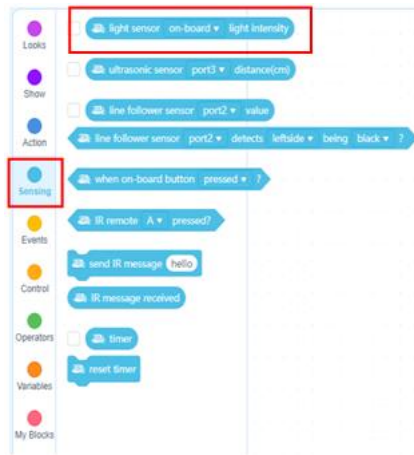 Looks
Show
Action
Sensing
Events
Control
Operators
Variables
My Blocks
light sensor on-board ▾ light intensity
ultrasonic sensor port3 ▾ distance(cm)
line follower sensor port2 ▾ value
line follower sensor port2 ▾ detects leftside ▾ being black ▾ ?
when on-board button pressed ▾ ?
IR remote A ▾ pressed?
send IR message hello
IR message received
timer
reset timer